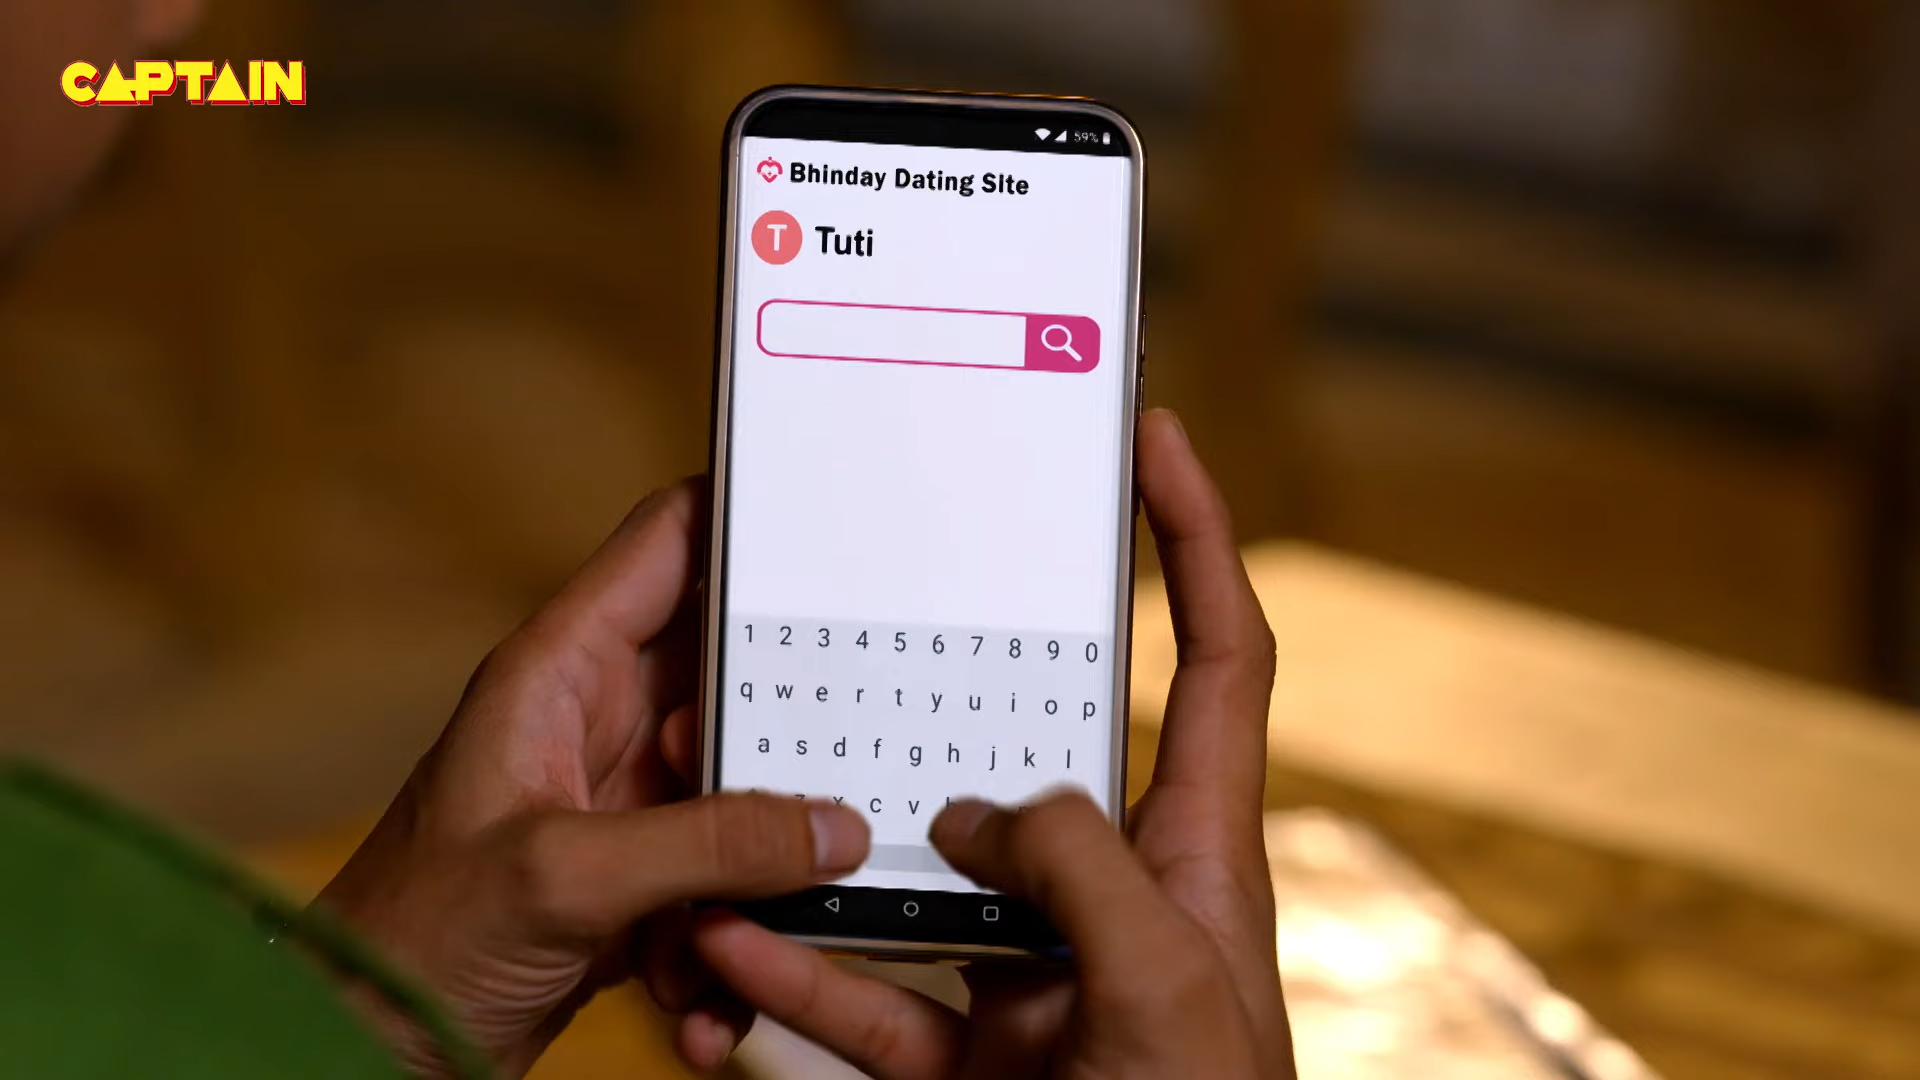 CAPTAIN
59%
Bhinday Dating SIte
T Tuti
1 2 3 4 5 6 7 8 9 0
q w e r t y u i o p
a s d f g h j k l
z x c v b